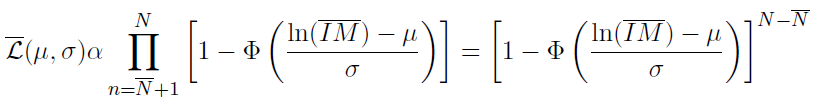 $\overline{\mathcal{L}}(\mu, \sigma) \alpha \prod_{n=\overline{N}+1}^{N} \left[ 1 - \Phi \left( \frac{\ln(\overline{IM}) - \mu}{\sigma} \right) \right] = \left[ 1 - \Phi \left( \frac{\ln(\overline{IM}) - \mu}{\sigma} \right) \right]^{N - \overline{N}}$